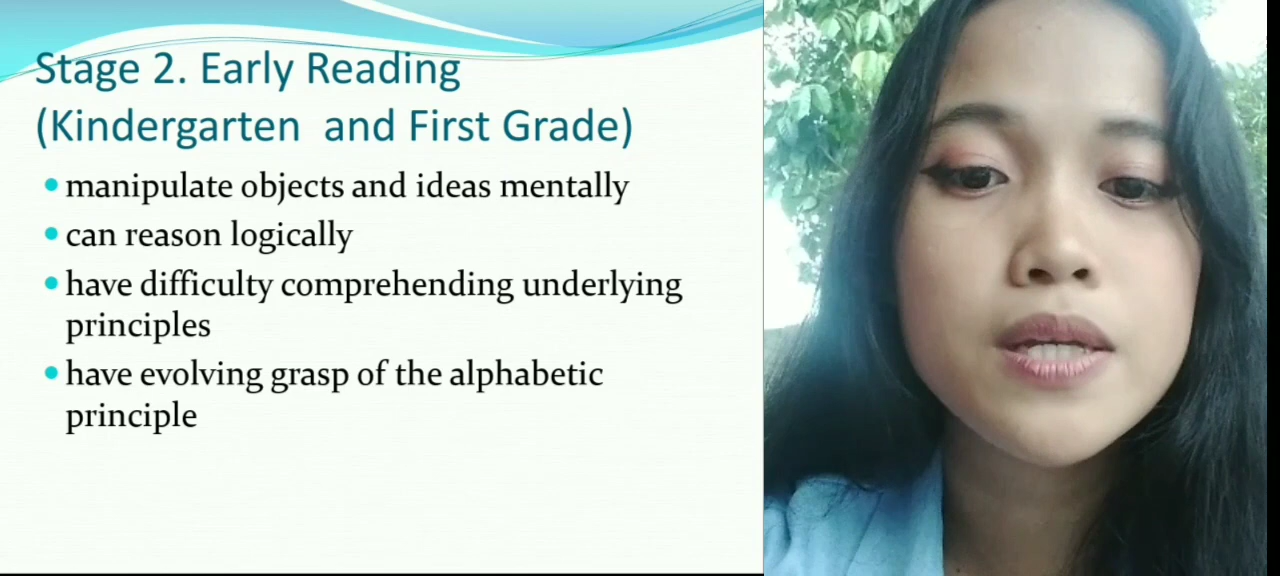 Stage 2. Early Reading
(Kindergarten and First Grade)
manipulate objects and ideas mentally
can reason logically
have difficulty comprehending underlying
principles
have evolving grasp of the alphabetic
principle